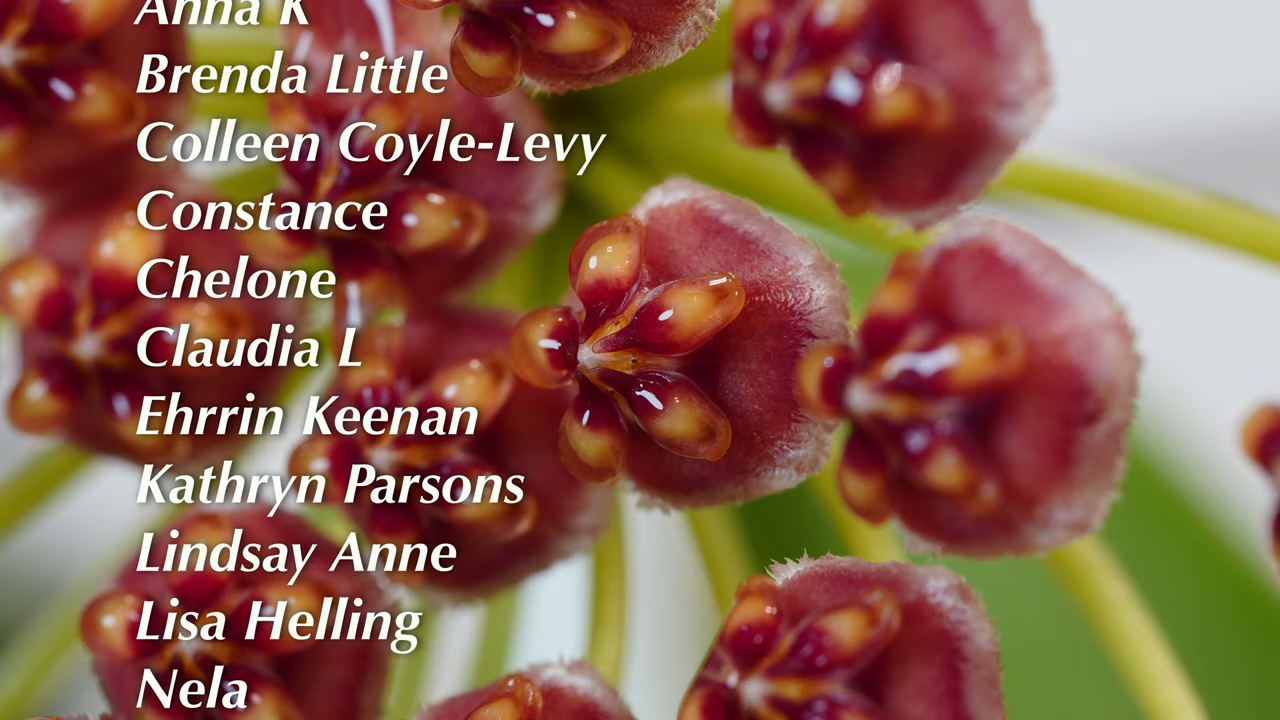 Anna K
Brenda Little
Colleen Coyle-Levy
Constance
Chelone
Claudia L
Ehrrin Keenan
Kathryn Parsons
Lindsay Anne
Lisa Helling
Nela